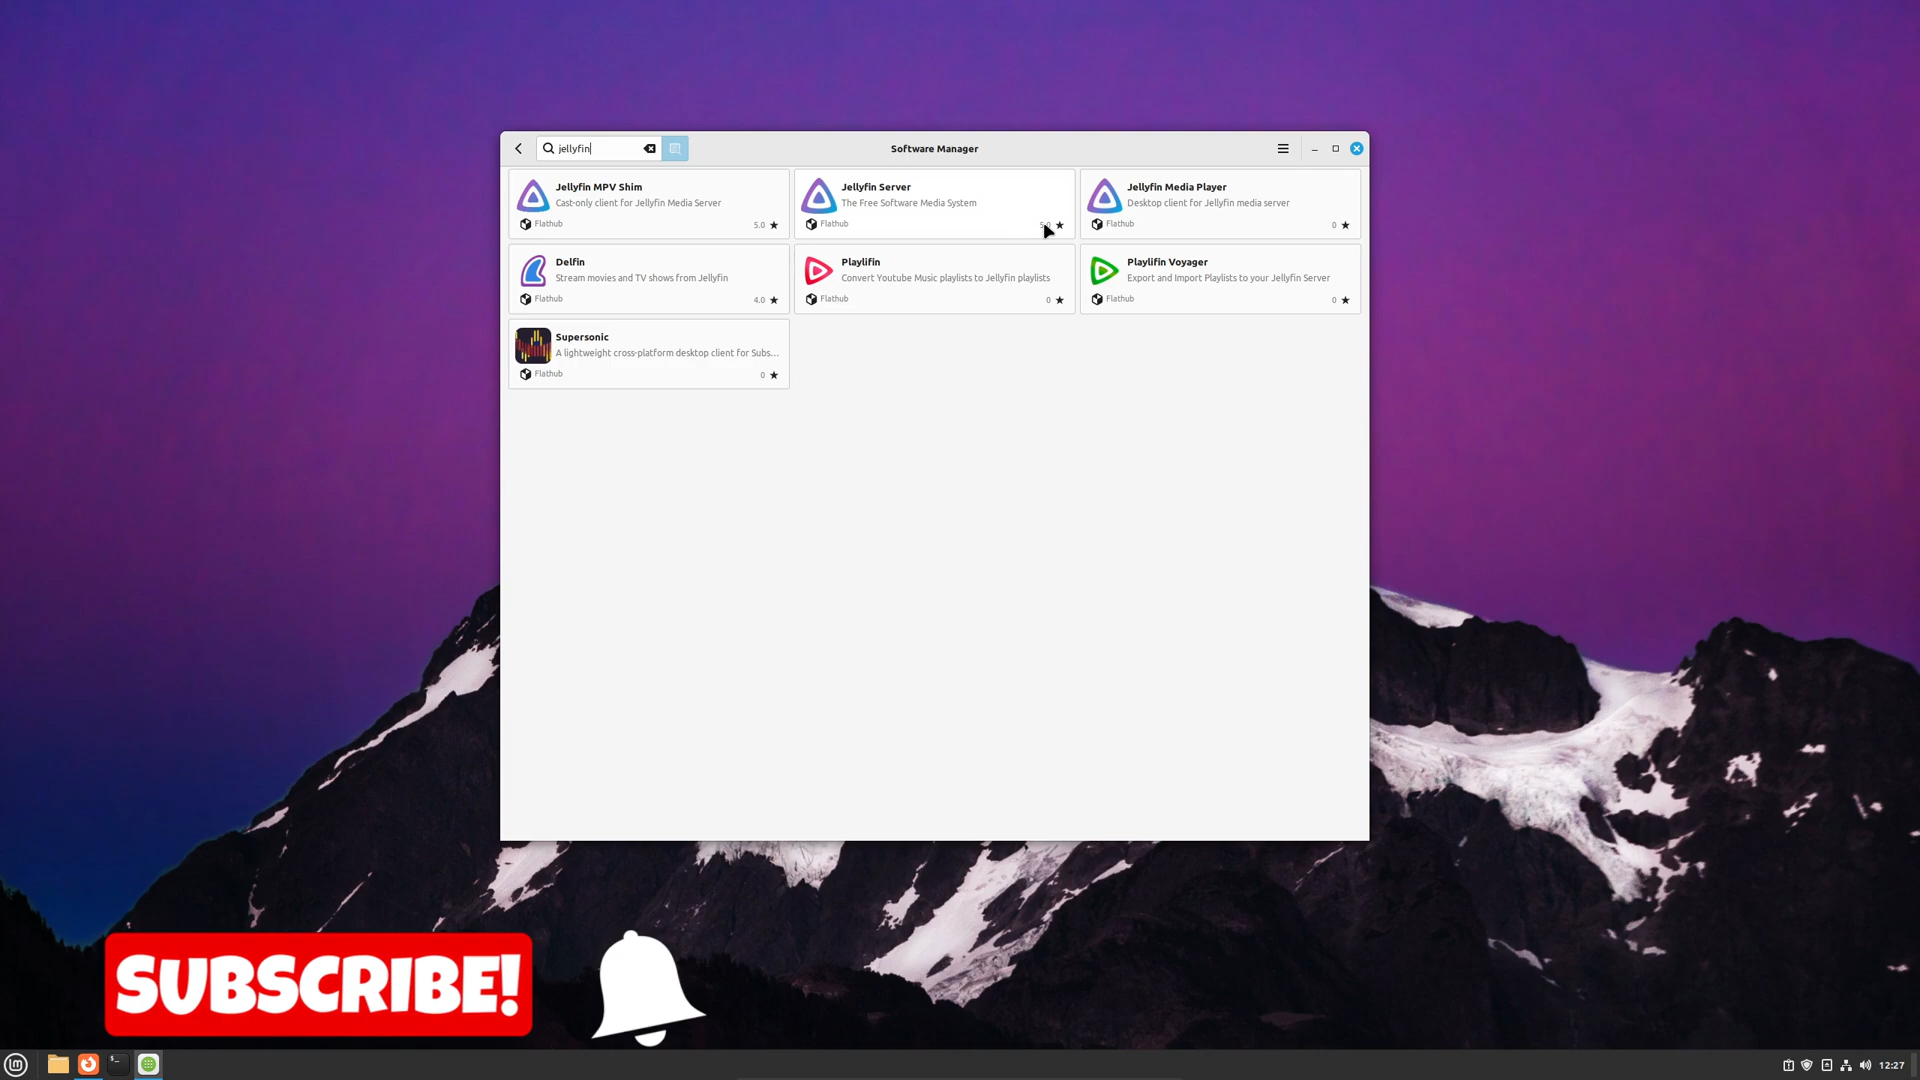 jellyfin
Software Manager
Jellyfin MPV Shim
Cast-only client for Jellyfin Media Server
Flathub
5.0 ★
Jellyfin Server
The Free Software Media System
Flathub
★
Jellyfin Media Player
Desktop client for Jellyfin media server
Flathub
0 ★
Delfin
Stream movies and TV shows from Jellyfin
Flathub
4.0 ★
Playlifin
Convert Youtube Music playlists to Jellyfin playlists
Flathub
0 ★
Playlifin Voyager
Export and Import Playlists to your Jellyfin Server
Flathub
0 ★
Supersonic
A lightweight cross-platform desktop client for Subs...
Flathub
0 ★
SUBSCRIBE!
12:27